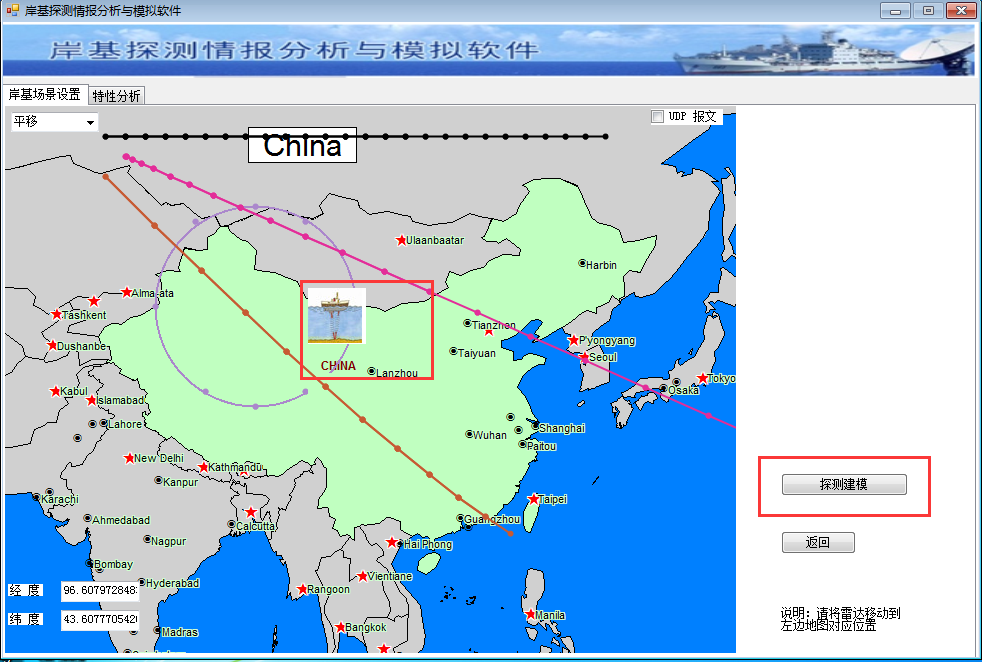 岸基探测情报分析与模拟软件
岸基探测情报分析与模拟软件
岸基场景设置 特性分析
平移
UDP 报文
China
Ulaanbaatar
Harbin
Alma-ata
Tashkent
Tianzhen
P'yongyang
Dushanbe
Taiyuan
Seoul
CHINA
Lanzhou
Tokyo
Kabul
Osaka
Islamabad
Lahore
Shanghai
Wuhan
Paitou
New Delhi
Kathmandu
Kanpur
探测建模
Karachi
Taipei
Ahmedabad
Guangzhou
Calcutta
返回
Nagpur
Hai Phong
Bombay
Vientiane
经 度
96.607972848
Hyderabad
Rangoon
纬 度
43.607770542
Manila
说明：请将雷达移动到
左边地图对应位置
Madras
Bangkok